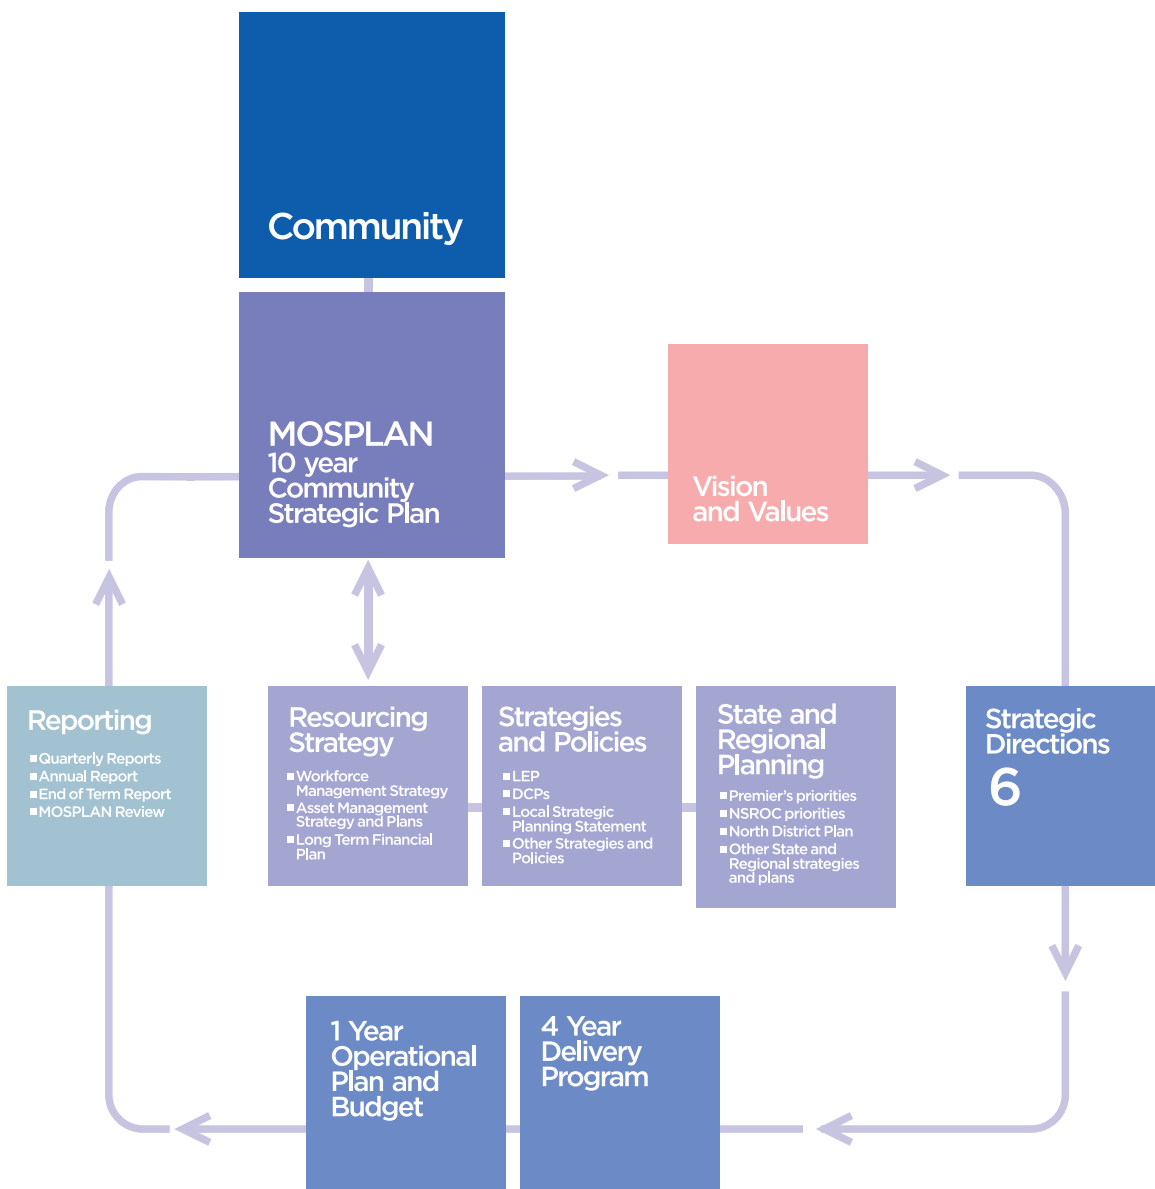 Community
MOSPLAN
10 year
Community
Strategic Plan
Vision
and Values
Reporting
Quarterly Reports
Annual Report
End of Term Report
MOSPLAN Review
Resourcing
Strategy
Workforce
Management Strategy
Asset Management
Strategy and Plans
Long Term Financial
Plan
Strategies
and Policies
LEP
DCPs
Local Strategic
Planning Statement
Other Strategies and
Policies
State and
Regional
Planning
Premier's priorities
NSROC priorities
North District Plan
Other State and
Regional strategies
and plans
Strategic
Directions
6
1 Year
Operational
Plan and
Budget
4 Year
Delivery
Program